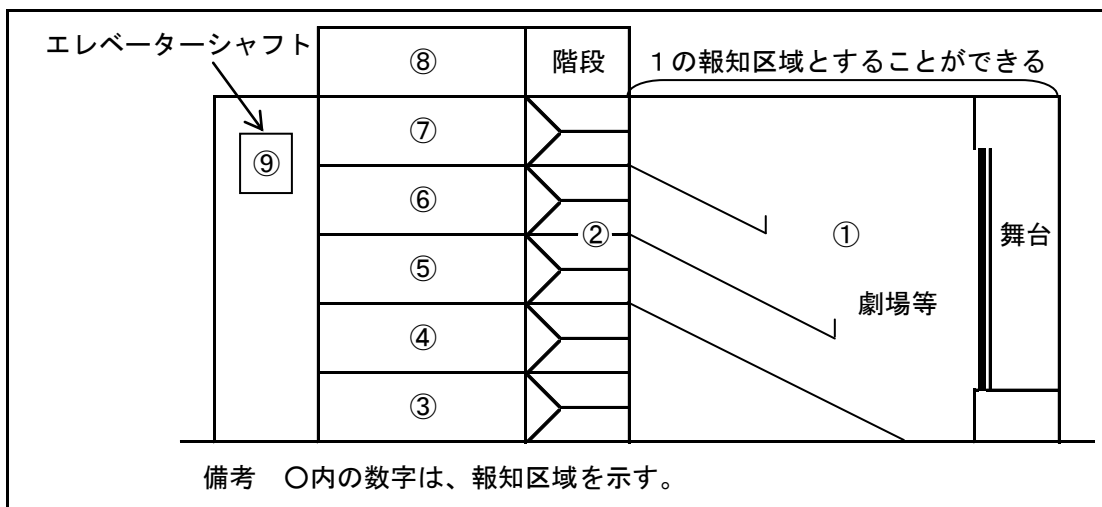 エレベーターシャフト
⑧
階段
1の報知区域とすることができる
⑦
⑨
⑥
②
①
舞台
⑤
劇場等
④
③
備考 ○内の数字は、報知区域を示す。